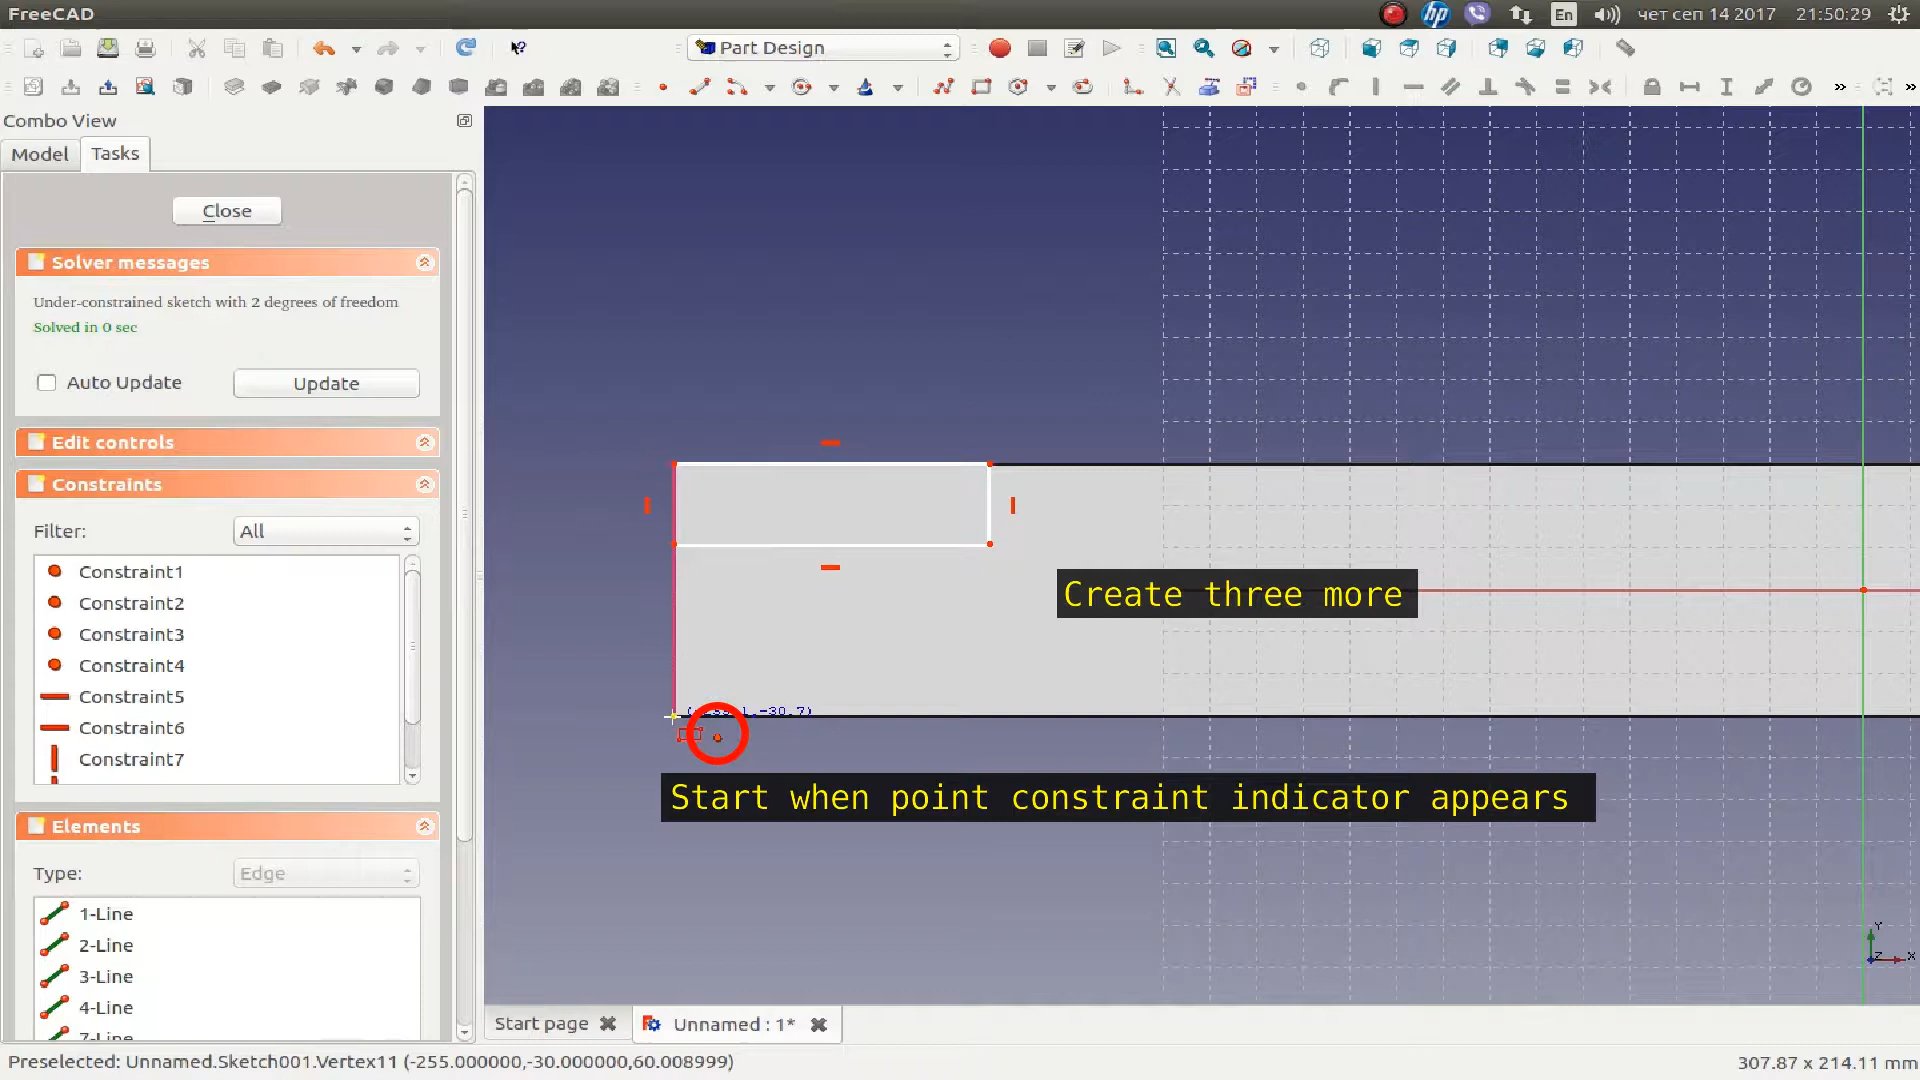 FreeCAD
En
чет сеп 14 2017
21:50:29
Part Design
Combo View
Model
Tasks
Close
Solver messages
Under-constrained sketch with 2 degrees of freedom
Solved in 0 sec
Auto Update
Update
Edit controls
Constraints
Filter:
All
Constraint1
Constraint2
Constraint3
Constraint4
Constraint5
Constraint6
Constraint7
Elements
Type:
Edge
1-Line
2-Line
3-Line
4-Line
7-Line
Create three more
-30.7)
Start when point constraint indicator appears
Y
Z
X
Start page
Unnamed : 1*
Preselected: Unnamed.Sketch001.Vertex11 (-255.000000,-30.000000,60.008999)
307.87 x 214.11 mm